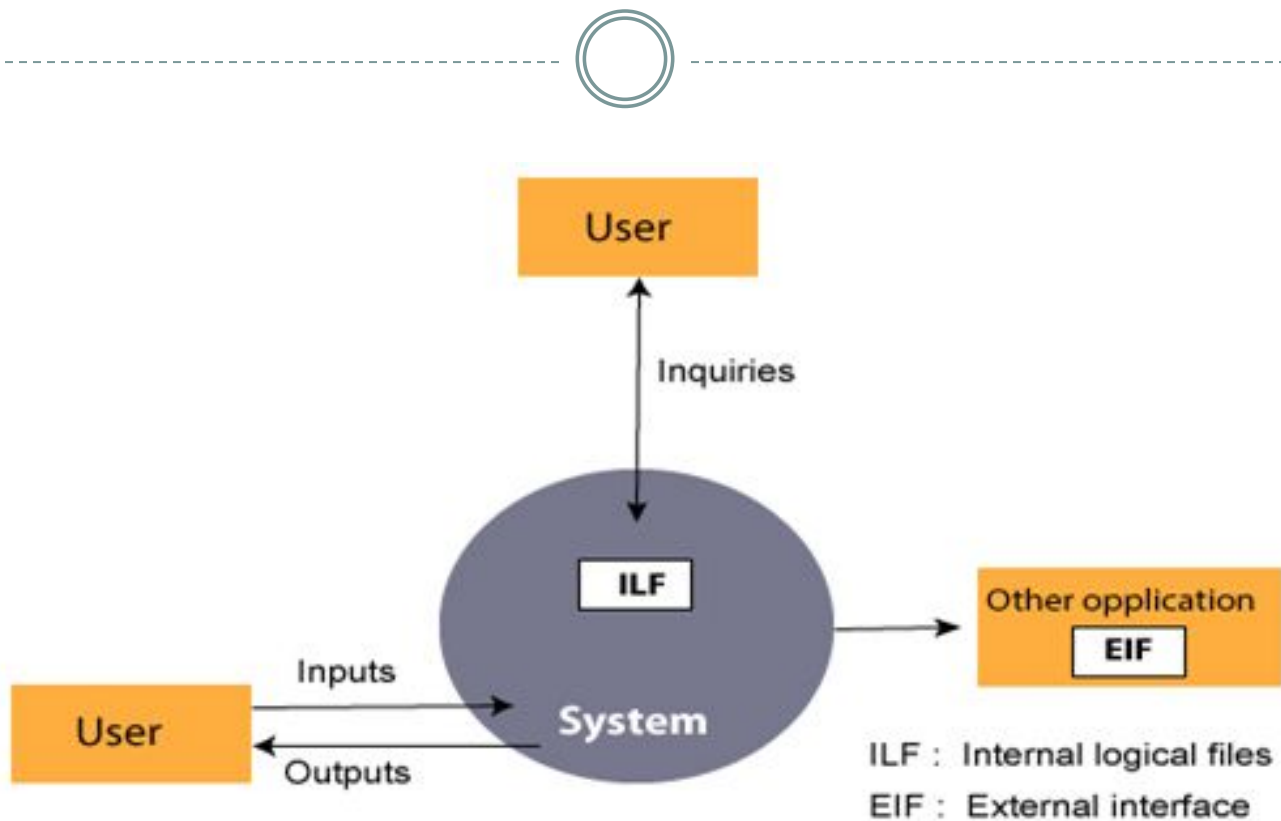 User
Inquiries
ILF
Other opplication
EIF
Inputs
User
System
Outputs
ILF : Internal logical files
EIF : External interface